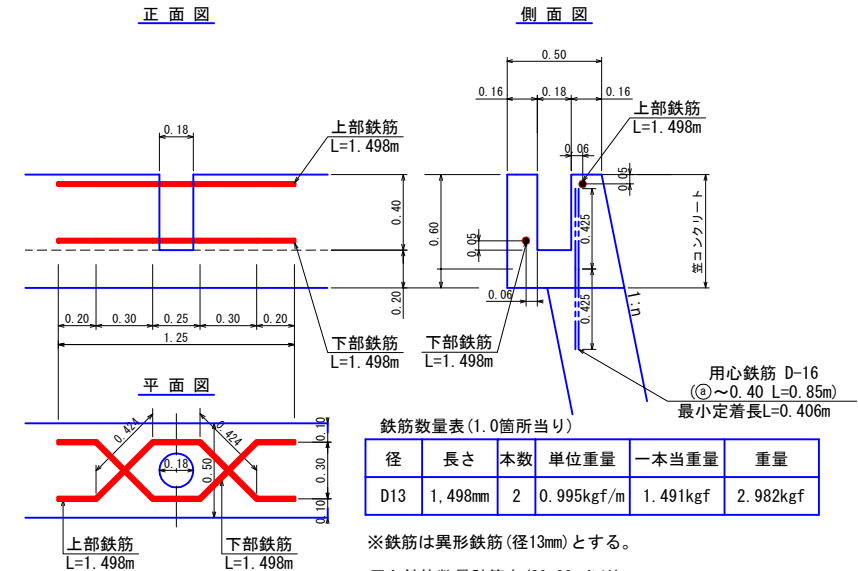 正 面 図
0.18
上部鉄筋
L=1.498m
0.40
0.20
0.20
0.30
0.25
0.30
0.20
1.25
下部鉄筋
L=1.498m
側 面 図
0.50
0.16
0.18
0.16
上部鉄筋
L=1.498m
0.06
0.05
0.60
0.425
笠コンクリート
0.05
0.06
0.425
1:n
下部鉄筋
L=1.498m
用心鉄筋 D-16
(ⓐ～0.40 L=0.85m)
最小定着長L=0.406m
平 面 図
0.424
0.424
0.10
0.18
0.50
0.30
0.10
上部鉄筋
L=1.498m
下部鉄筋
L=1.498m
鉄筋数量表(1.0箇所当り)
径 長さ 本数 単位重量 一本当重量 重量
D13 1,498mm 2 0.995kgf/m 1.491kgf 2.982kgf
※鉄筋は異形鉄筋(径13mm)とする。